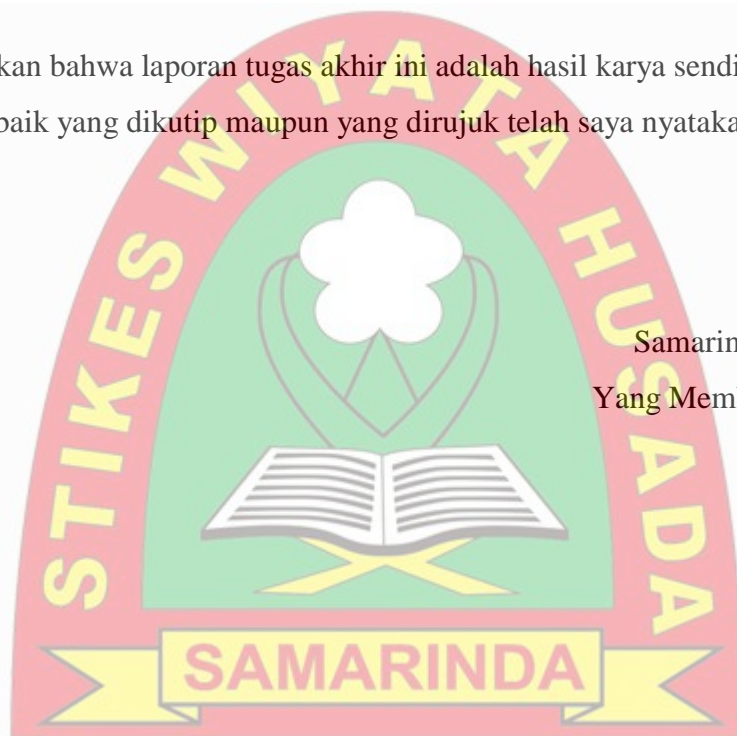 kan bahwa laporan tugas akhir ini adalah hasil karya sendi
baik yang dikutip maupun yang dirujuk telah saya nyataka
Samarin
Yang Mem
STIKES WIYATA HUSADA
SAMARINDA